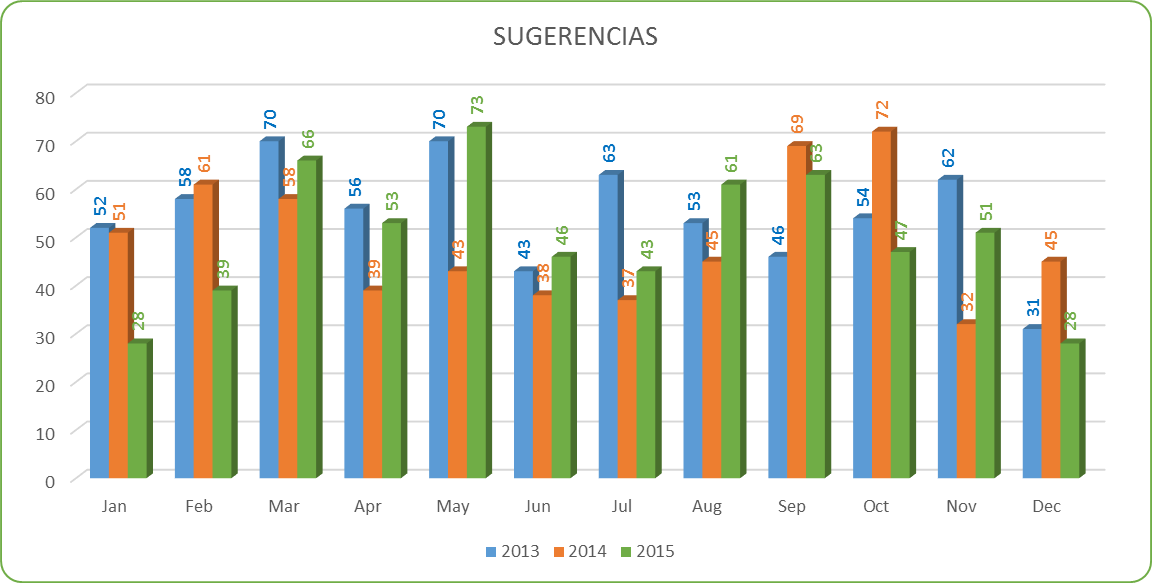 SUGERENCIAS
80
70
60
50
40
30
20
10
0
52 51 28
58 61 39
70 58 66
56 39 53
70 43 73
43 38 46
63 37 43
53 45 61
46 69 63
54 72 47
62 32 51
31 45 28
Jan Feb Mar Apr May Jun Jul Aug Sep Oct Nov Dec
2013 2014 2015